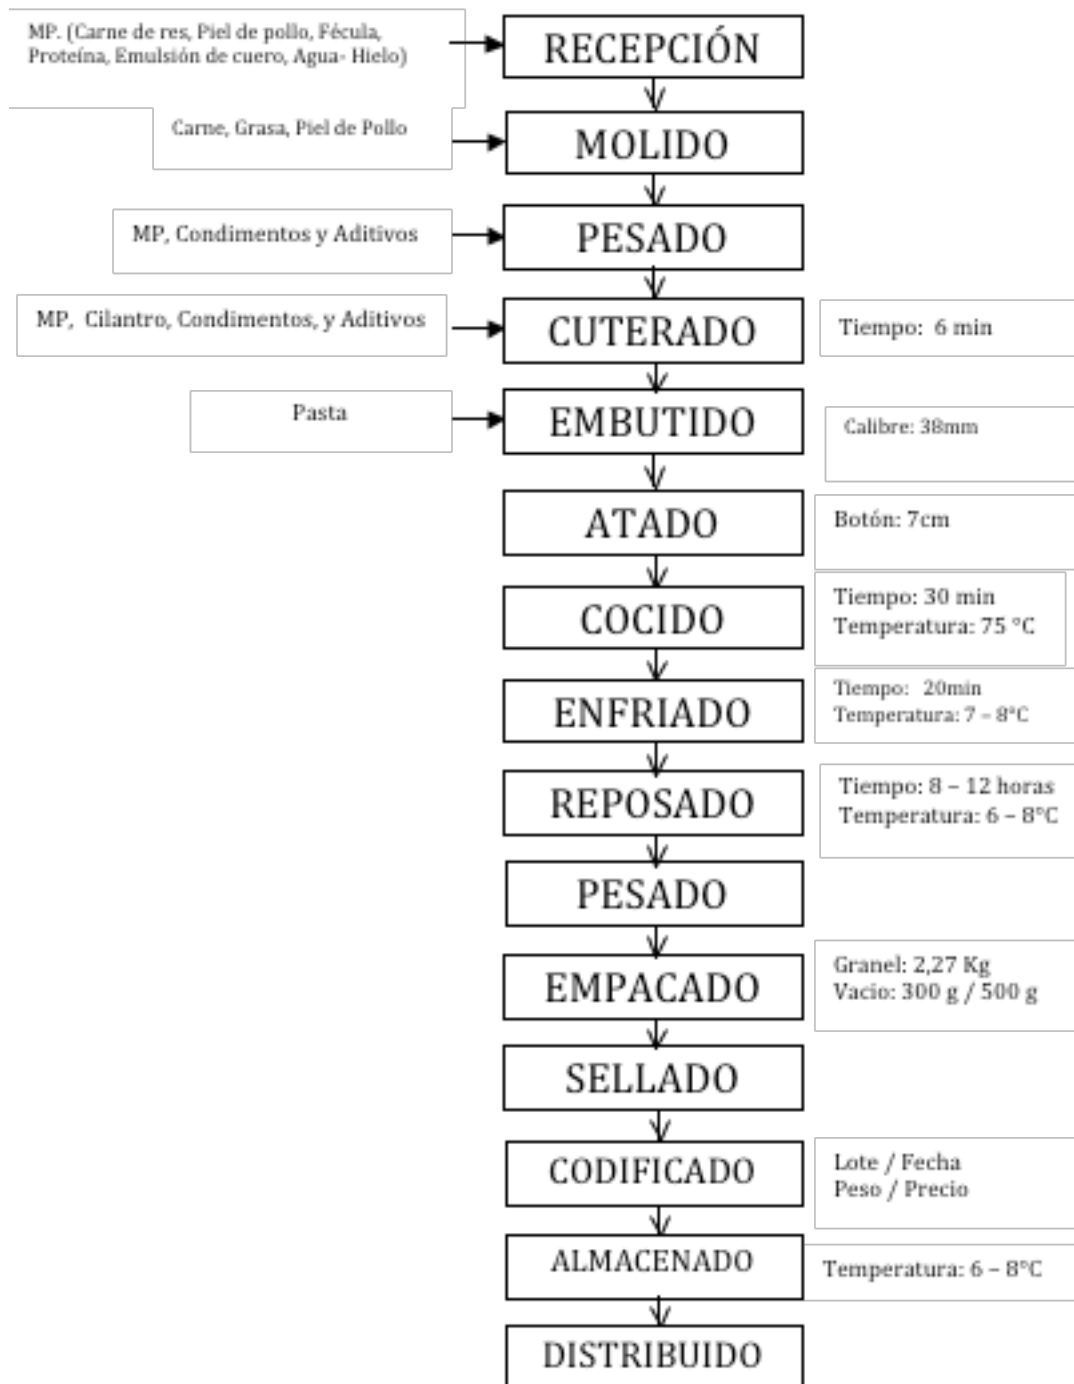 MP. (Carne de res, Piel de pollo, Fécula,
Proteína, Emulsión de cuero, Agua- Hielo)
RECEPCIÓN
Carne, Grasa, Piel de Pollo
MOLIDO
MP, Condimentos y Aditivos
PESADO
MP, Cilantro, Condimentos, y Aditivos
CUTERADO
Tiempo: 6 min
Pasta
EMBUTIDO
Calibre: 38mm
ATADO
Botón: 7cm
COCIDO
Tiempo: 30 min
Temperatura: 75 °C
ENFRIADO
Tiempo: 20min
Temperatura: 7 – 8°C
REPOSADO
Tiempo: 8 – 12 horas
Temperatura: 6 – 8°C
PESADO
EMPACADO
Granel: 2,27 Kg
Vacio: 300 g / 500 g
SELLADO
CODIFICADO
Lote / Fecha
Peso / Precio
ALMACENADO
Temperatura: 6 – 8°C
DISTRIBUIDO